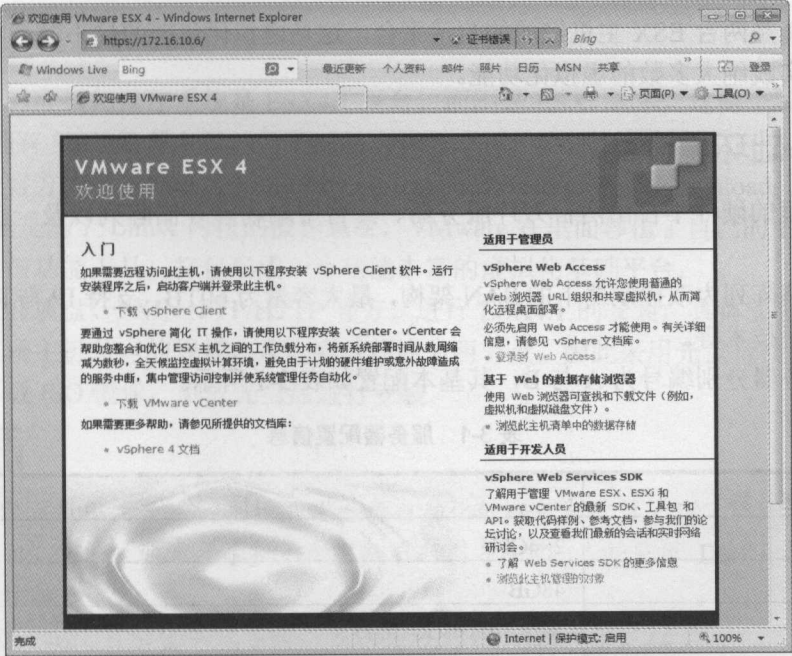 欢迎使用 VMware ESX 4 - Windows Internet Explorer
https://172.16.10.6/
证书错误
Bing
Windows Live
Bing
最近更新 个人资料 邮件 照片 日历 MSN 共享
登录
欢迎使用 VMware ESX 4
页面(P)
工具(O)
VMware ESX 4
欢迎使用
入门
如果需要远程访问此主机，请使用以下程序安装 vSphere Client 软件。运行
安装程序之后，启动客户端并登录此主机。
下载 vSphere Client
要通过 vSphere 简化 IT 操作，请使用以下程序安装 vCenter。vCenter 会
帮助您整合和优化 ESX 主机之间的工作负载分布，将新系统部署时间从数周缩
减为数秒，全天候监控虚拟计算环境，避免由于计划的硬件维护或意外故障造成
的服务中断，集中管理访问控制并使系统管理任务自动化。
下载 VMware vCenter
如果需要更多帮助，请参见所提供的文档库：
vSphere 4 文档
适用于管理员
vSphere Web Access
vSphere Web Access 允许您使用普通的
Web 浏览器 URL 组织和共享虚拟机，从而简
化远程桌面部署。
必须先启用 Web Access 才能使用。有关详细
信息，请参见 vSphere 文档库。
登录到 Web Access
基于 Web 的数据存储浏览器
使用 Web 浏览器可查找和下载文件（例如，
虚拟机和虚拟磁盘文件）。
浏览此主机清单中的数据存储
适用于开发人员
vSphere Web Services SDK
了解用于管理 VMware ESX、ESXi 和
VMware vCenter 的最新 SDK、工具包 和
API。获取代码样例、参考文档，参与我们的论
坛讨论，以及查看我们最新的会话和实时网络
研讨会。
了解 Web Services SDK 的更多信息
浏览此主机管理的对象
完成
Internet | 保护模式: 启用
100%